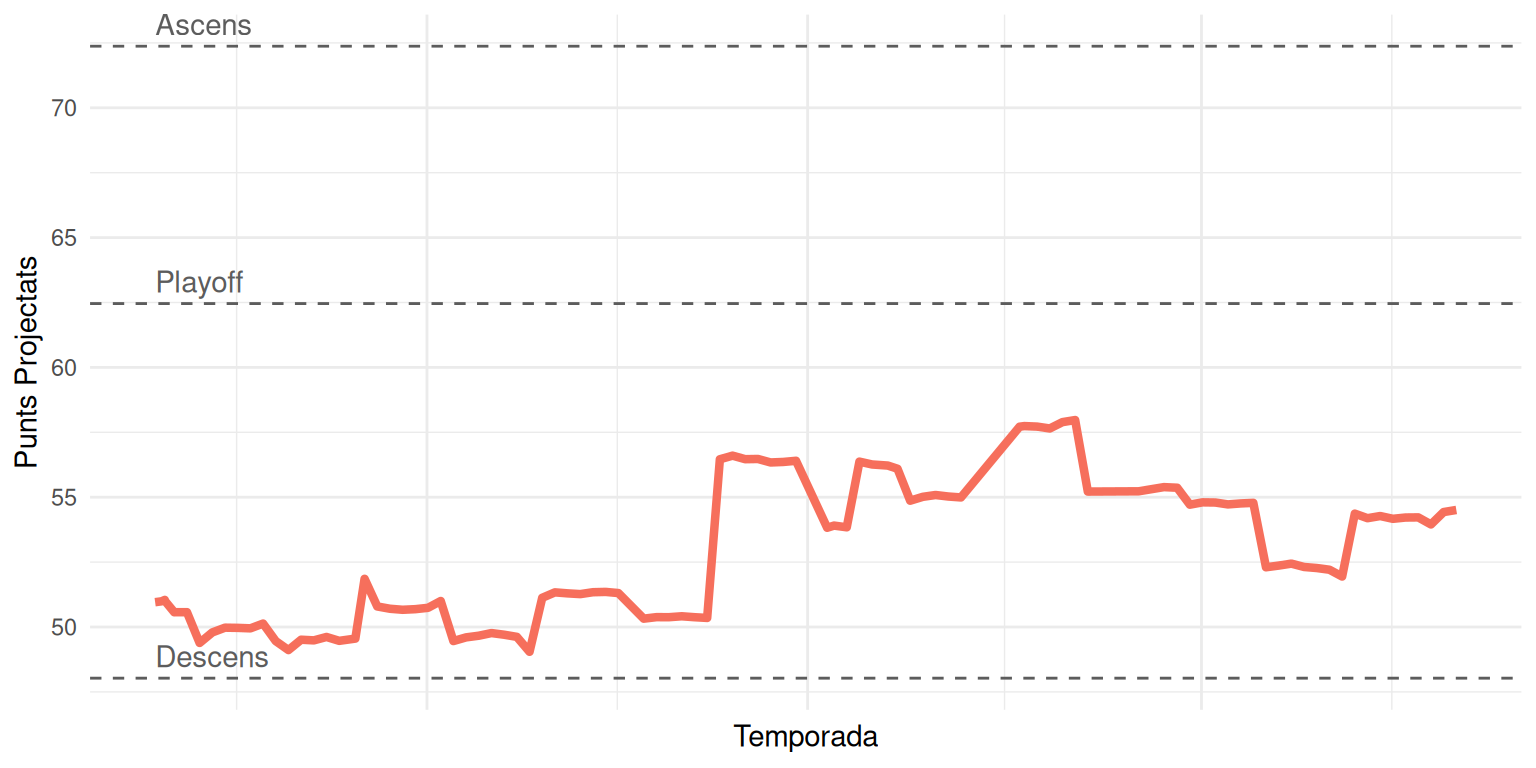 Ascens
70
65
Playoff
60
55
50
Descens
Punts Projectats
Temporada